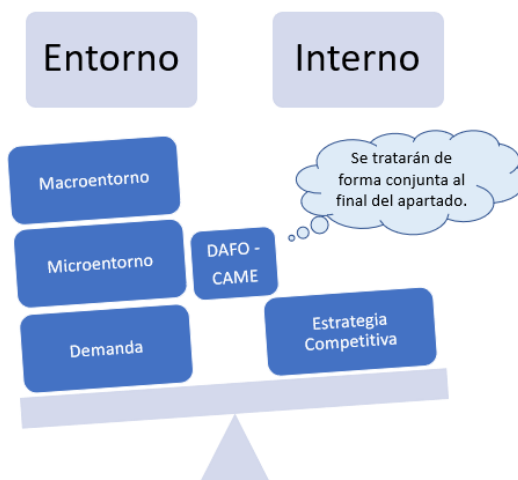 Entorno
Interno
Macroentorno
Se tratarán de
forma conjunta al
final del apartado.
Microentorno
DAFO -
CAME
Demanda
Estrategia
Competitiva